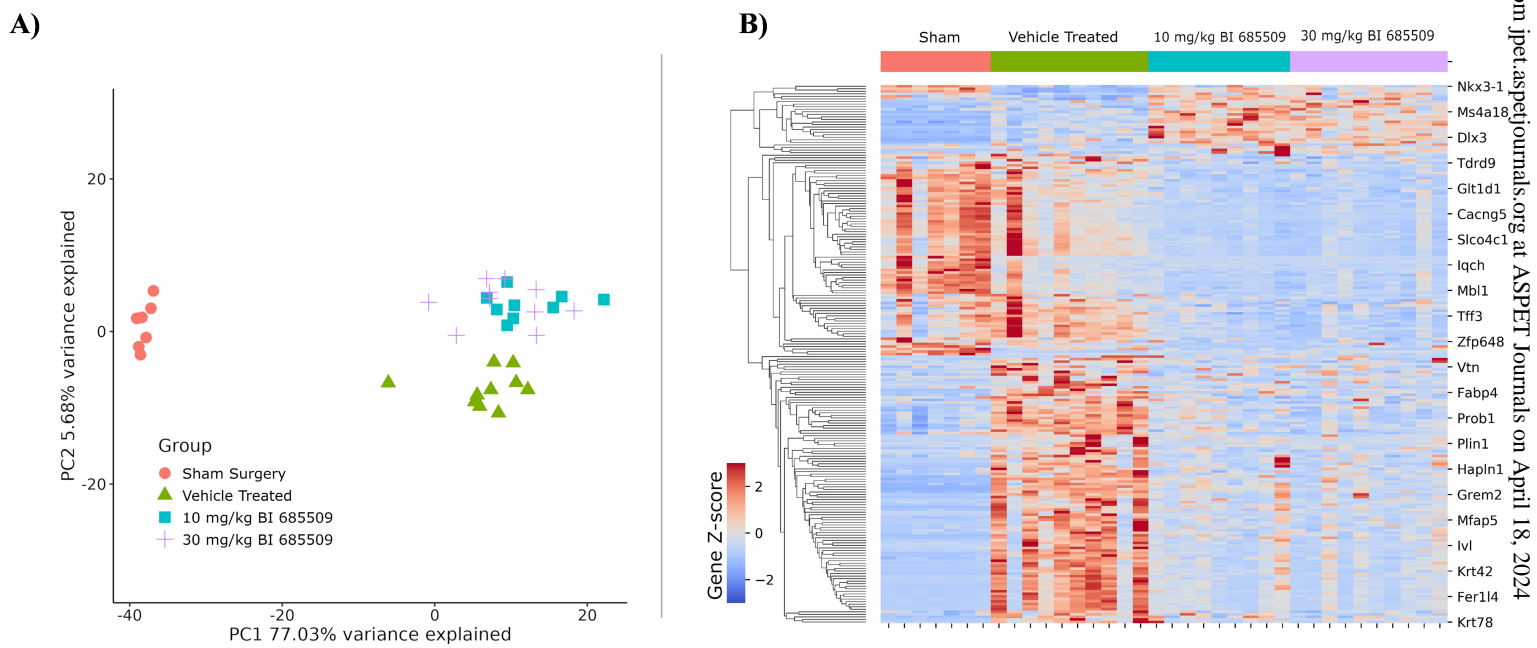 A)
PC2 5.68% variance explained
20
0
-20
Group
Sham Surgery
Vehicle Treated
10 mg/kg BI 685509
30 mg/kg BI 685509
-40
-20
0
20
PC1 77.03% variance explained
B)
Sham
Vehicle Treated
10 mg/kg BI 685509
30 mg/kg BI 685509
Nkx3-1
Ms4a18
Dlx3
Tdrd9
Glt1d1
Cacng5
Slco4c1
Iqch
Mbl1
Tff3
Zfp648
Vtn
Fabp4
Prob1
Plin1
Hapln1
Grem2
Mfap5
Ivl
Krt42
Fer1l4
Krt78
Gene Z-score
2
0
−2
om jpet.aspetjournals.org at ASPET Journals on April 18, 2024